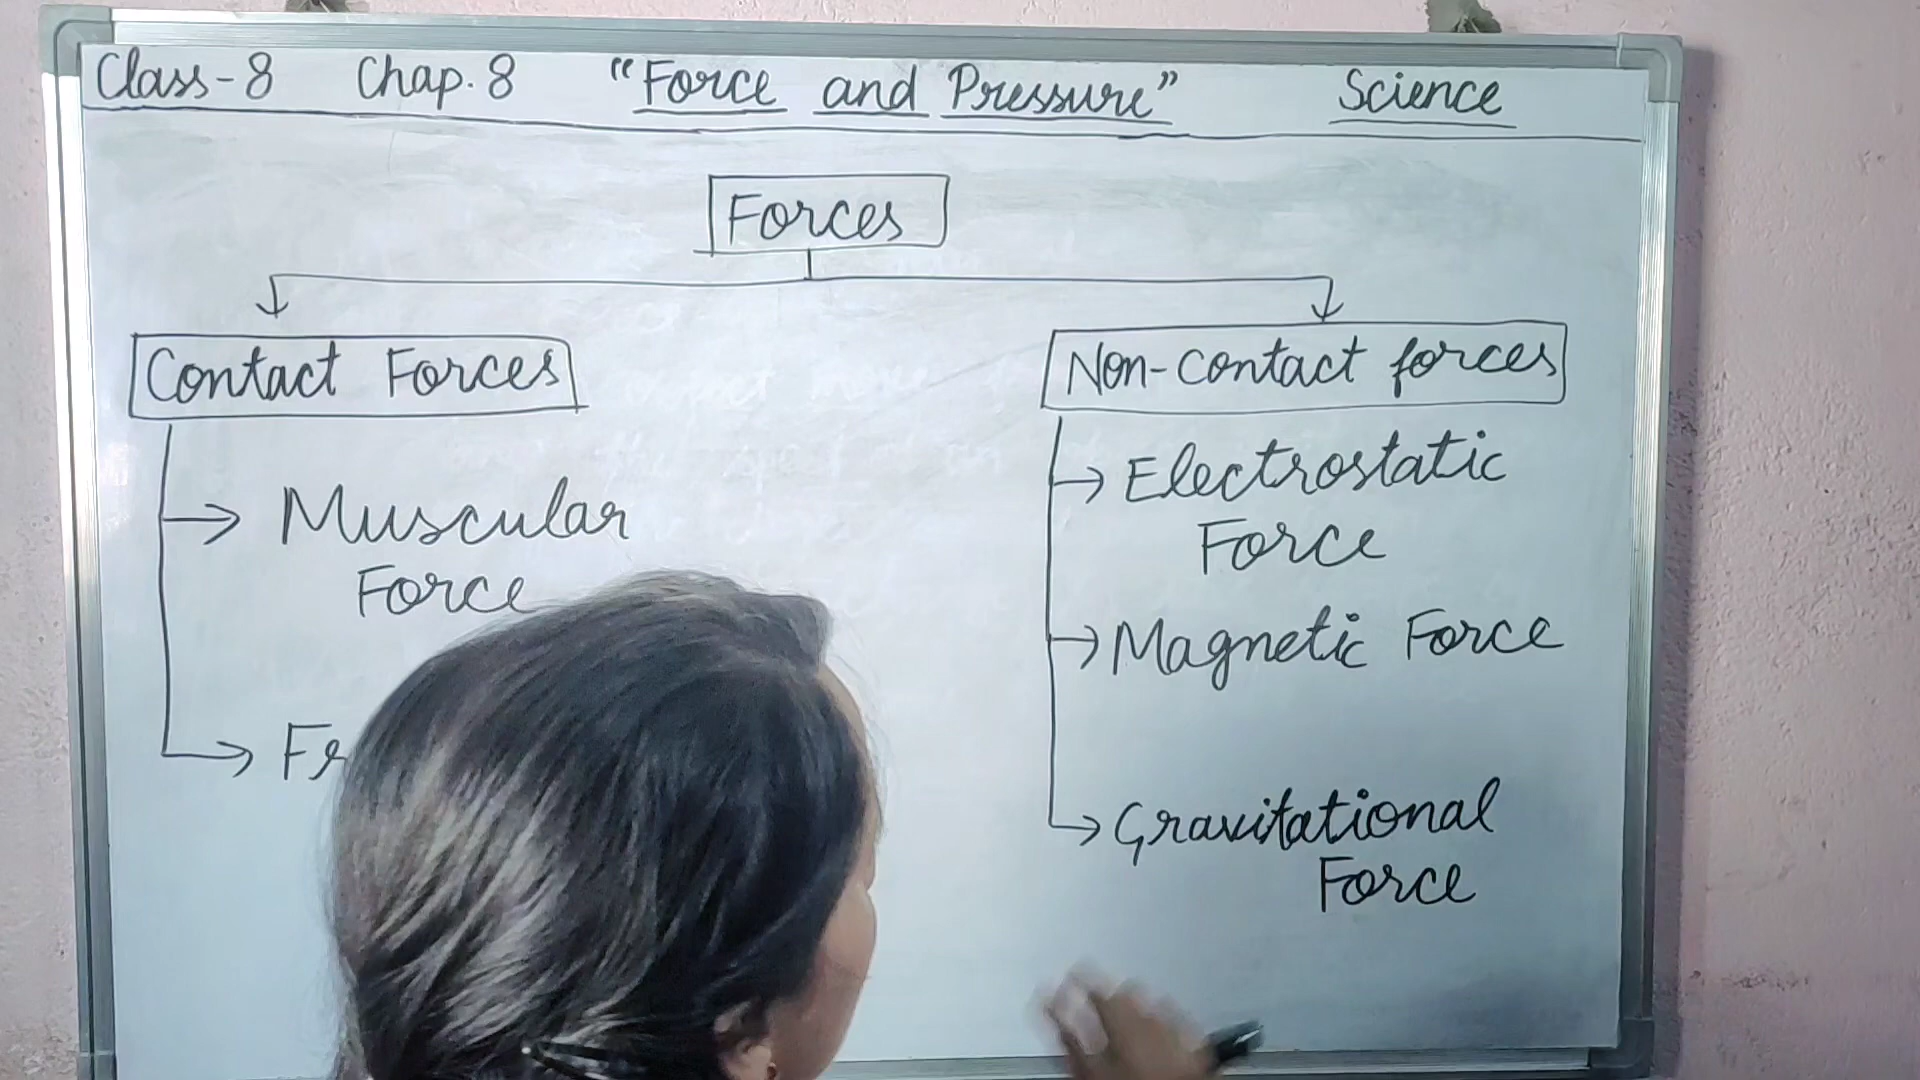 Class-8 Chap. 8 "Force and Pressure" Science
Forces
Contact Forces
Non-contact forces
Muscular
Force
Electrostatic
Force
Magnetic Force
Gravitational
Force